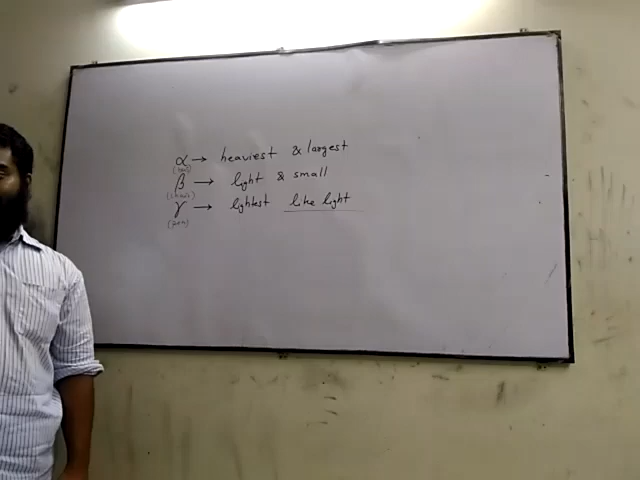 α → heaviest & largest
β → light & small
γ → lightest like light